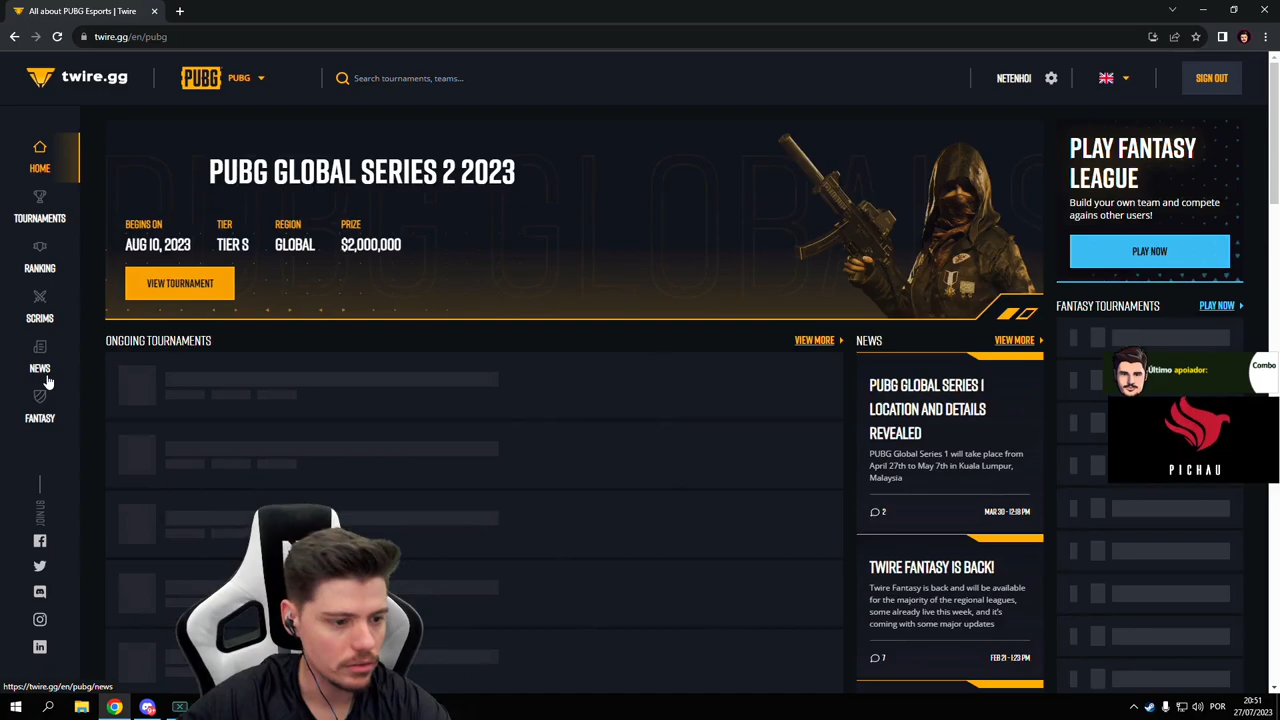 All about PUBG Esports | Twire
twire.gg/en/pubg
twire.gg
PUBG
PUBG
Search tournaments, teams...
NETENHOI
SIGN OUT
HOME
TOURNAMENTS
RANKING
SCRIMS
NEWS
FANTASY
JOIN US
PUBG GLOBAL SERIES 2 2023
BEGINS ON
AUG 10, 2023
TIER
TIER S
REGION
GLOBAL
PRIZE
$2,000,000
VIEW TOURNAMENT
PLAY FANTASY
LEAGUE
Build your own team and compete
agains other users!
PLAY NOW
ONGOING TOURNAMENTS
VIEW MORE
NEWS
VIEW MORE
PUBG GLOBAL SERIES 1
LOCATION AND DETAILS
REVEALED
PUBG Global Series 1 will take place from
April 27th to May 7th in Kuala Lumpur,
Malaysia
2
MAR 30 - 12:18 PM
TWIRE FANTASY IS BACK!
Twire Fantasy is back and will be available
for the majority of the regional leagues,
some already live this week, and it's
coming with some major updates
7
FEB 21 - 1:23 PM
FANTASY TOURNAMENTS
PLAY NOW
Último apoiador:
Combo
PICHAU
https://twire.gg/en/pubg/news
POR
20:51
27/07/2023